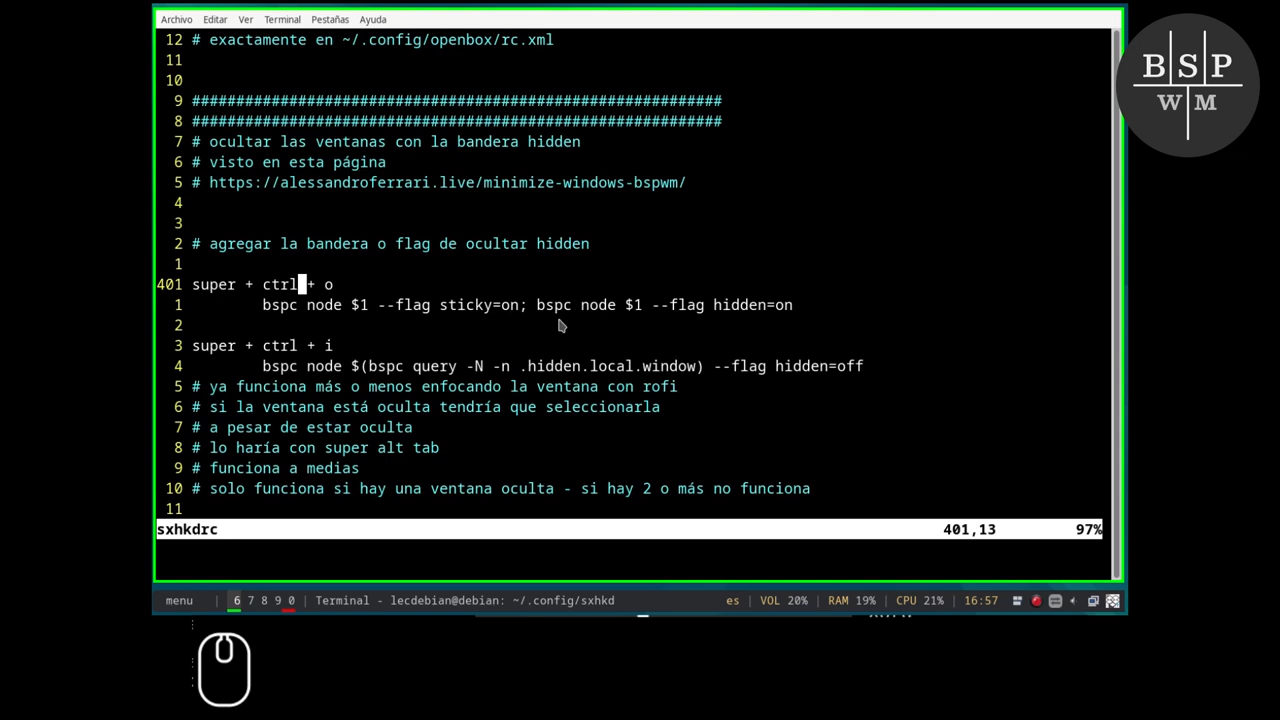 Archivo Editar Ver Terminal Pestañas Ayuda
12 # exactamente en ~/.config/openbox/rc.xml
11
10
9 ############################################################
8 ############################################################
7 # ocultar las ventanas con la bandera hidden
6 # visto en esta página
5 # https://alessandroferrari.live/minimize-windows-bspwm/
4
3
2 # agregar la bandera o flag de ocultar hidden
1
401 super + ctrl + o
1 bspc node $1 --flag sticky=on; bspc node $1 --flag hidden=on
2
3 super + ctrl + i
4 bspc node $(bspc query -N -n .hidden.local.window) --flag hidden=off
5 # ya funciona más o menos enfocando la ventana con rofi
6 # si la ventana está oculta tendría que seleccionarla
7 # a pesar de estar oculta
8 # lo haría con super alt tab
9 # funciona a medias
10 # solo funciona si hay una ventana oculta - si hay 2 o más no funciona
11
sxhkdrc 401,13 97%
menu | 6 7 8 9 0 | Terminal - lecdebian@debian: ~/.config/sxhkd es | VOL 20% | RAM 19% | CPU 21% | 16:57
BSP
WM